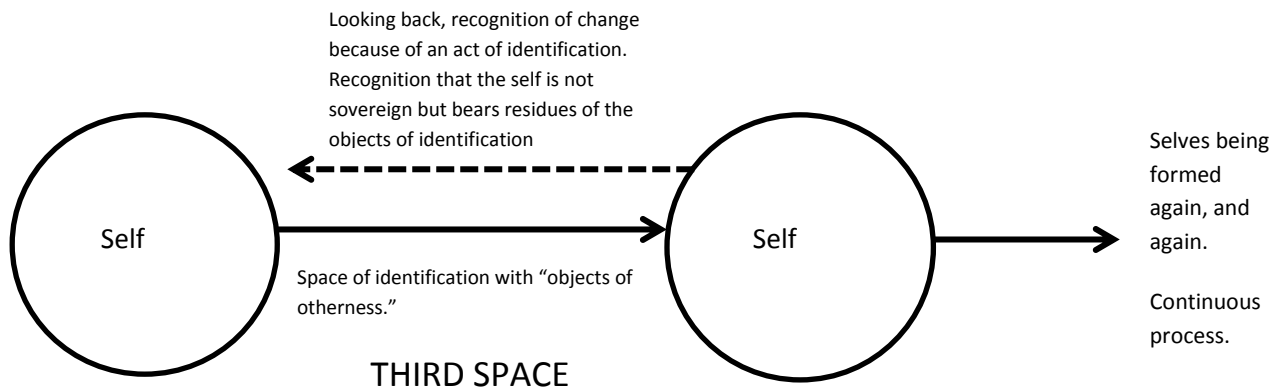 Looking back, recognition of change
because of an act of identification.
Recognition that the self is not
sovereign but bears residues of the
objects of identification
Self
Space of identification with “objects of
otherness.”
THIRD SPACE
Self
Selves being
formed
again, and
again.
Continuous
process.